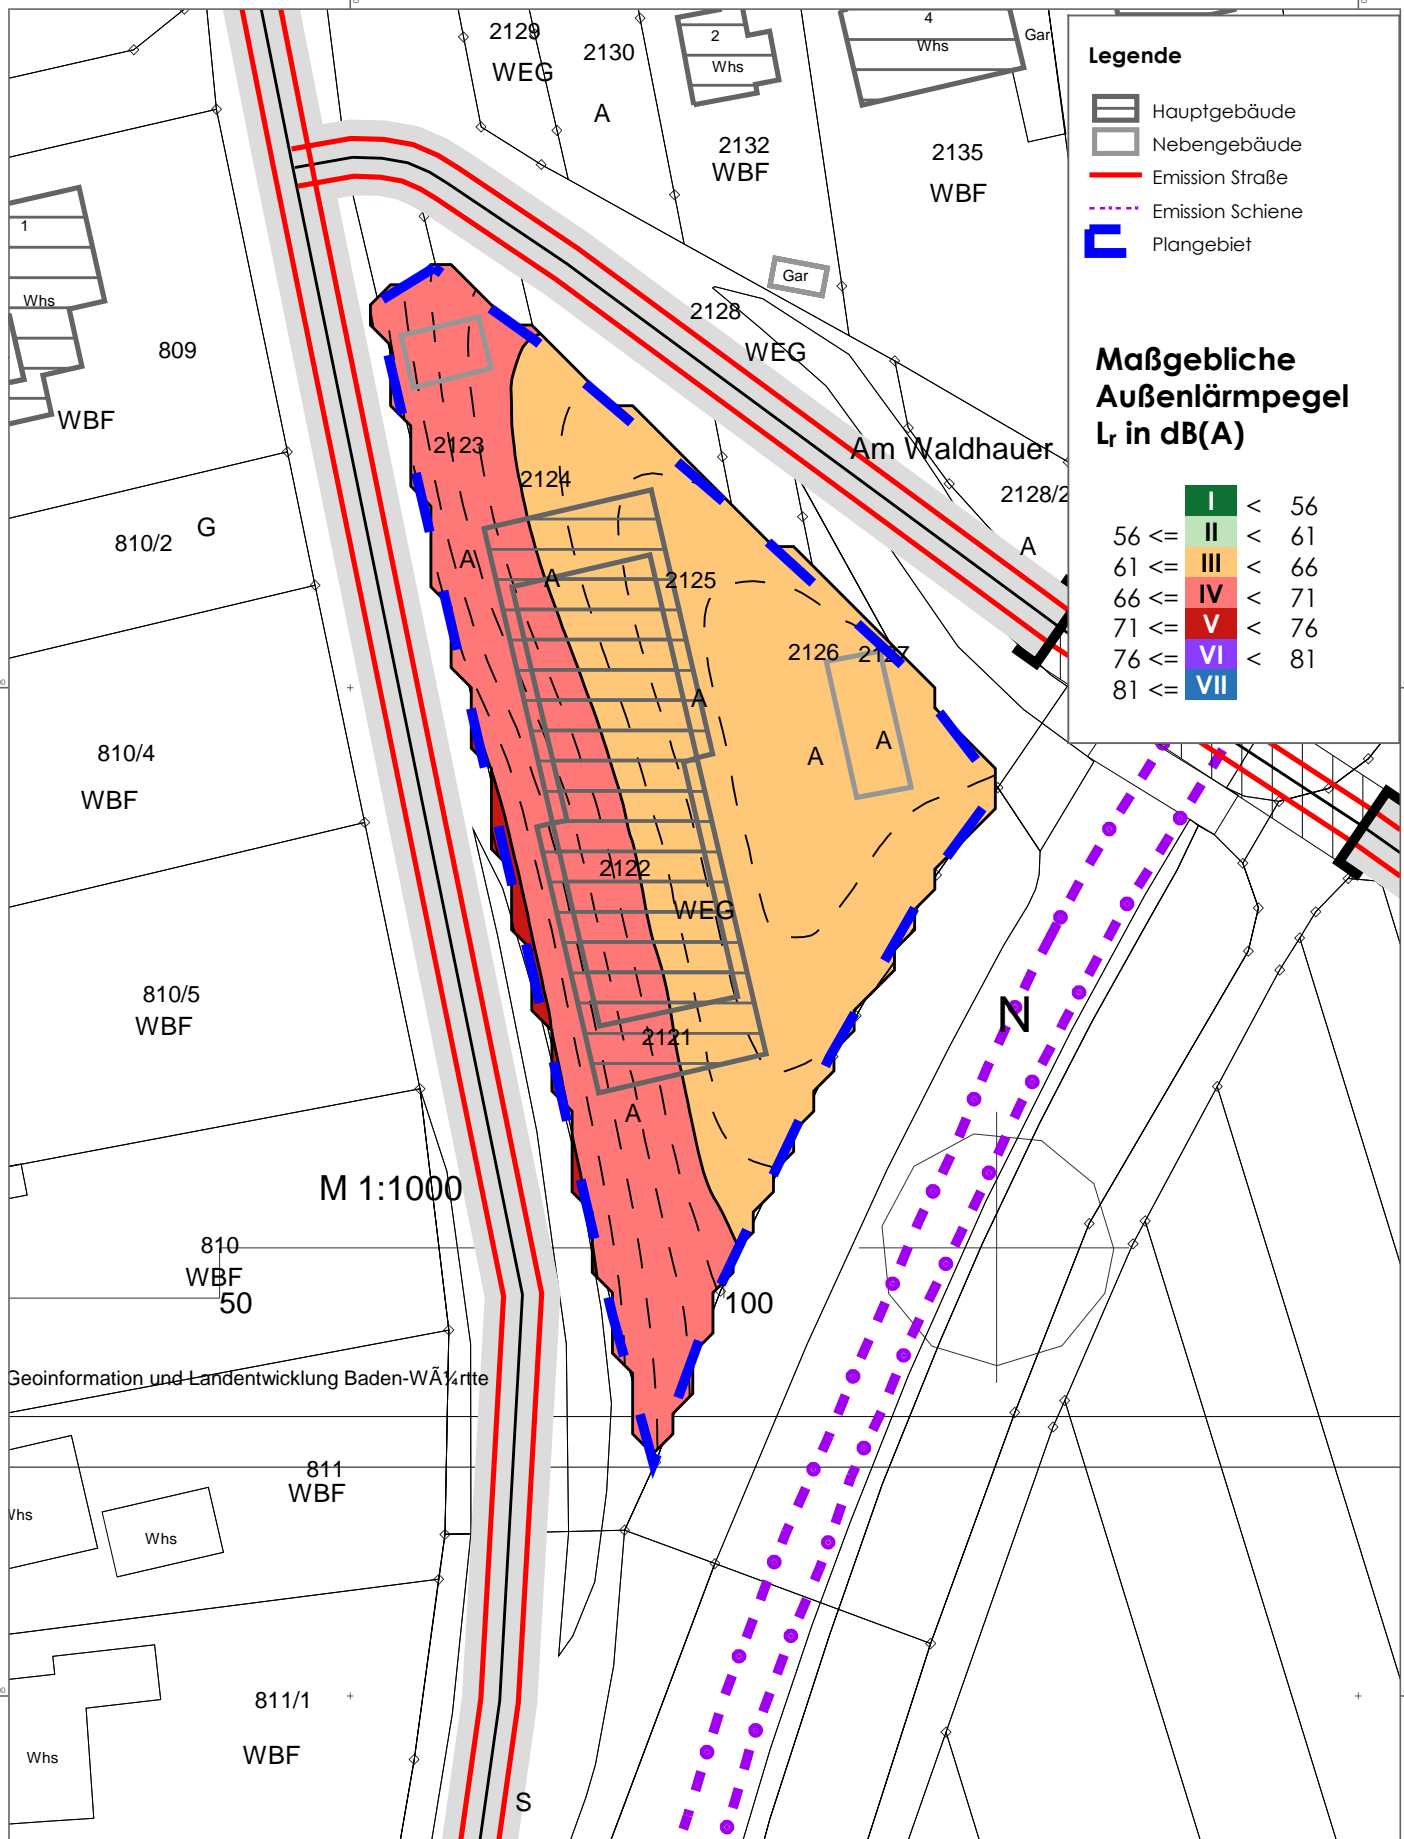 2129
WEG
2130
A
2
Whs
4
Whs
Gar
2132
WBF
2135
WBF
Legende
Hauptgebäude
Nebengebäude
Emission Straße
Emission Schiene
Plangebiet
1
Whs
809
WBF
Gar
2128
WEG
Maßgebliche
Außenlärmpegel
Lr in dB(A)
I < 56
56 <= II < 61
61 <= III < 66
66 <= IV < 71
71 <= V < 76
76 <= VI < 81
81 <= VII
Am Waldhauer
2128/2
A
2123
2124
810/2
G
A
A
2125
2126
2127
A
A
A
810/4
WBF
2122
WEG
810/5
WBF
N
2121
A
M 1:1000
810
WBF
50
100
Geoinformation und Landentwicklung Baden-WÃ¼rtte
811
WBF
Whs
Whs
811/1
WBF
Whs
S